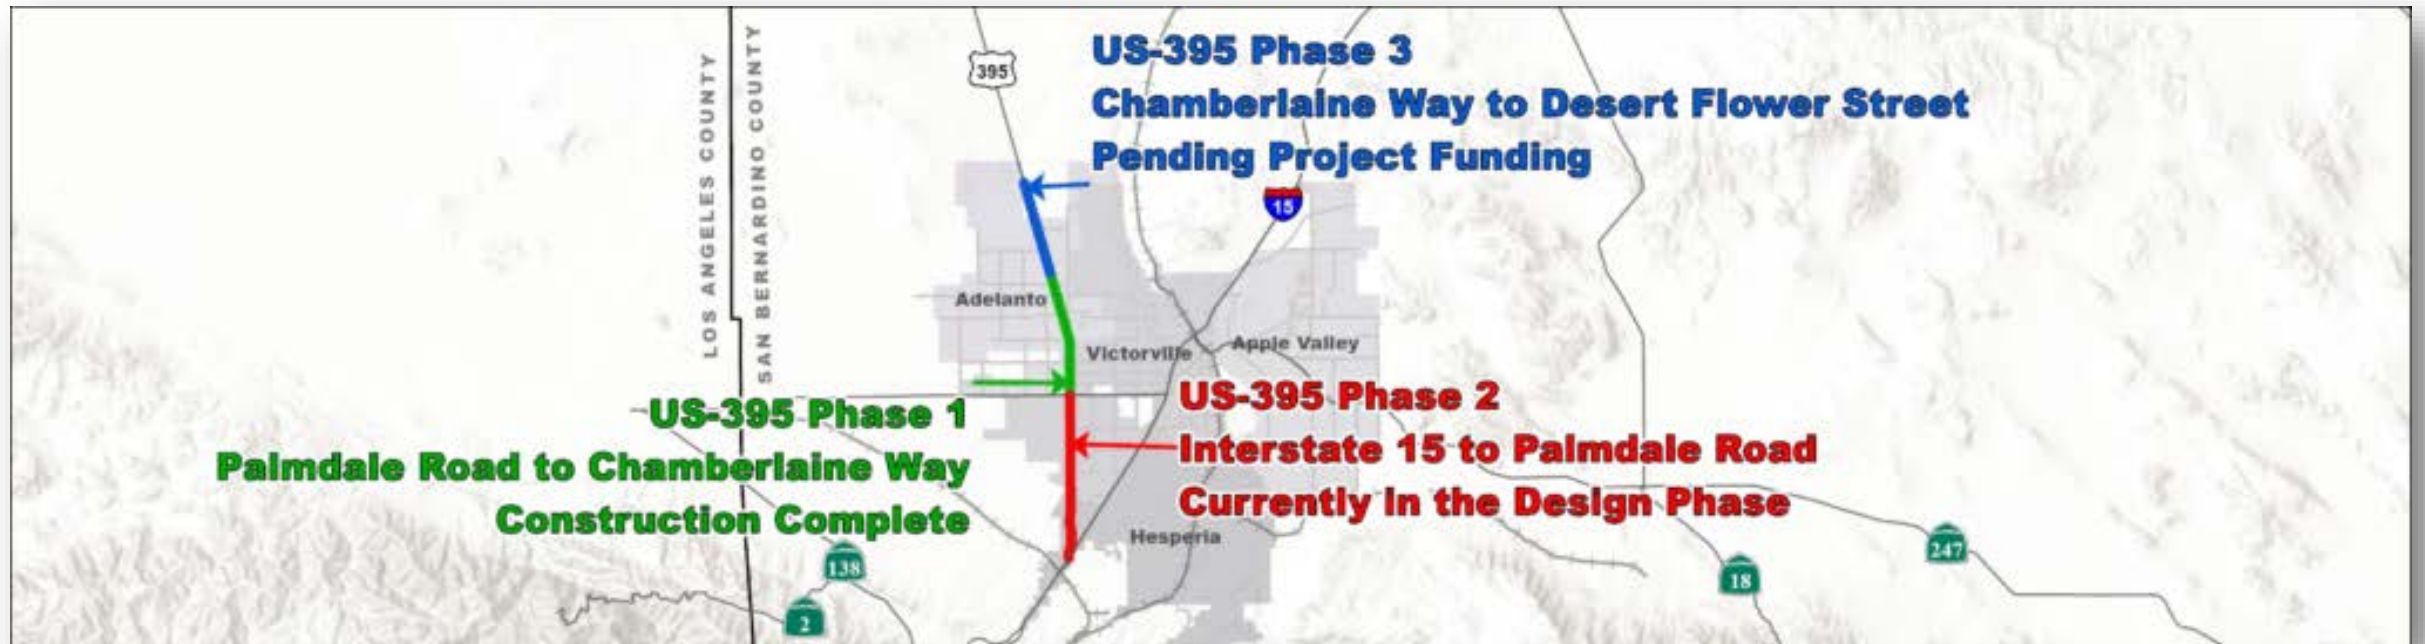 395
US-395 Phase 3
Chamberlaine Way to Desert Flower Street
Pending Project Funding
LOS ANGELES COUNTY
SAN BERNARDINO COUNTY
15
Adelanto
Victorville
Apple Valley
US-395 Phase 1
Palmdale Road to Chamberlaine Way
Construction Complete
US-395 Phase 2
Interstate 15 to Palmdale Road
Currently in the Design Phase
Hesperia
138
2
18
247